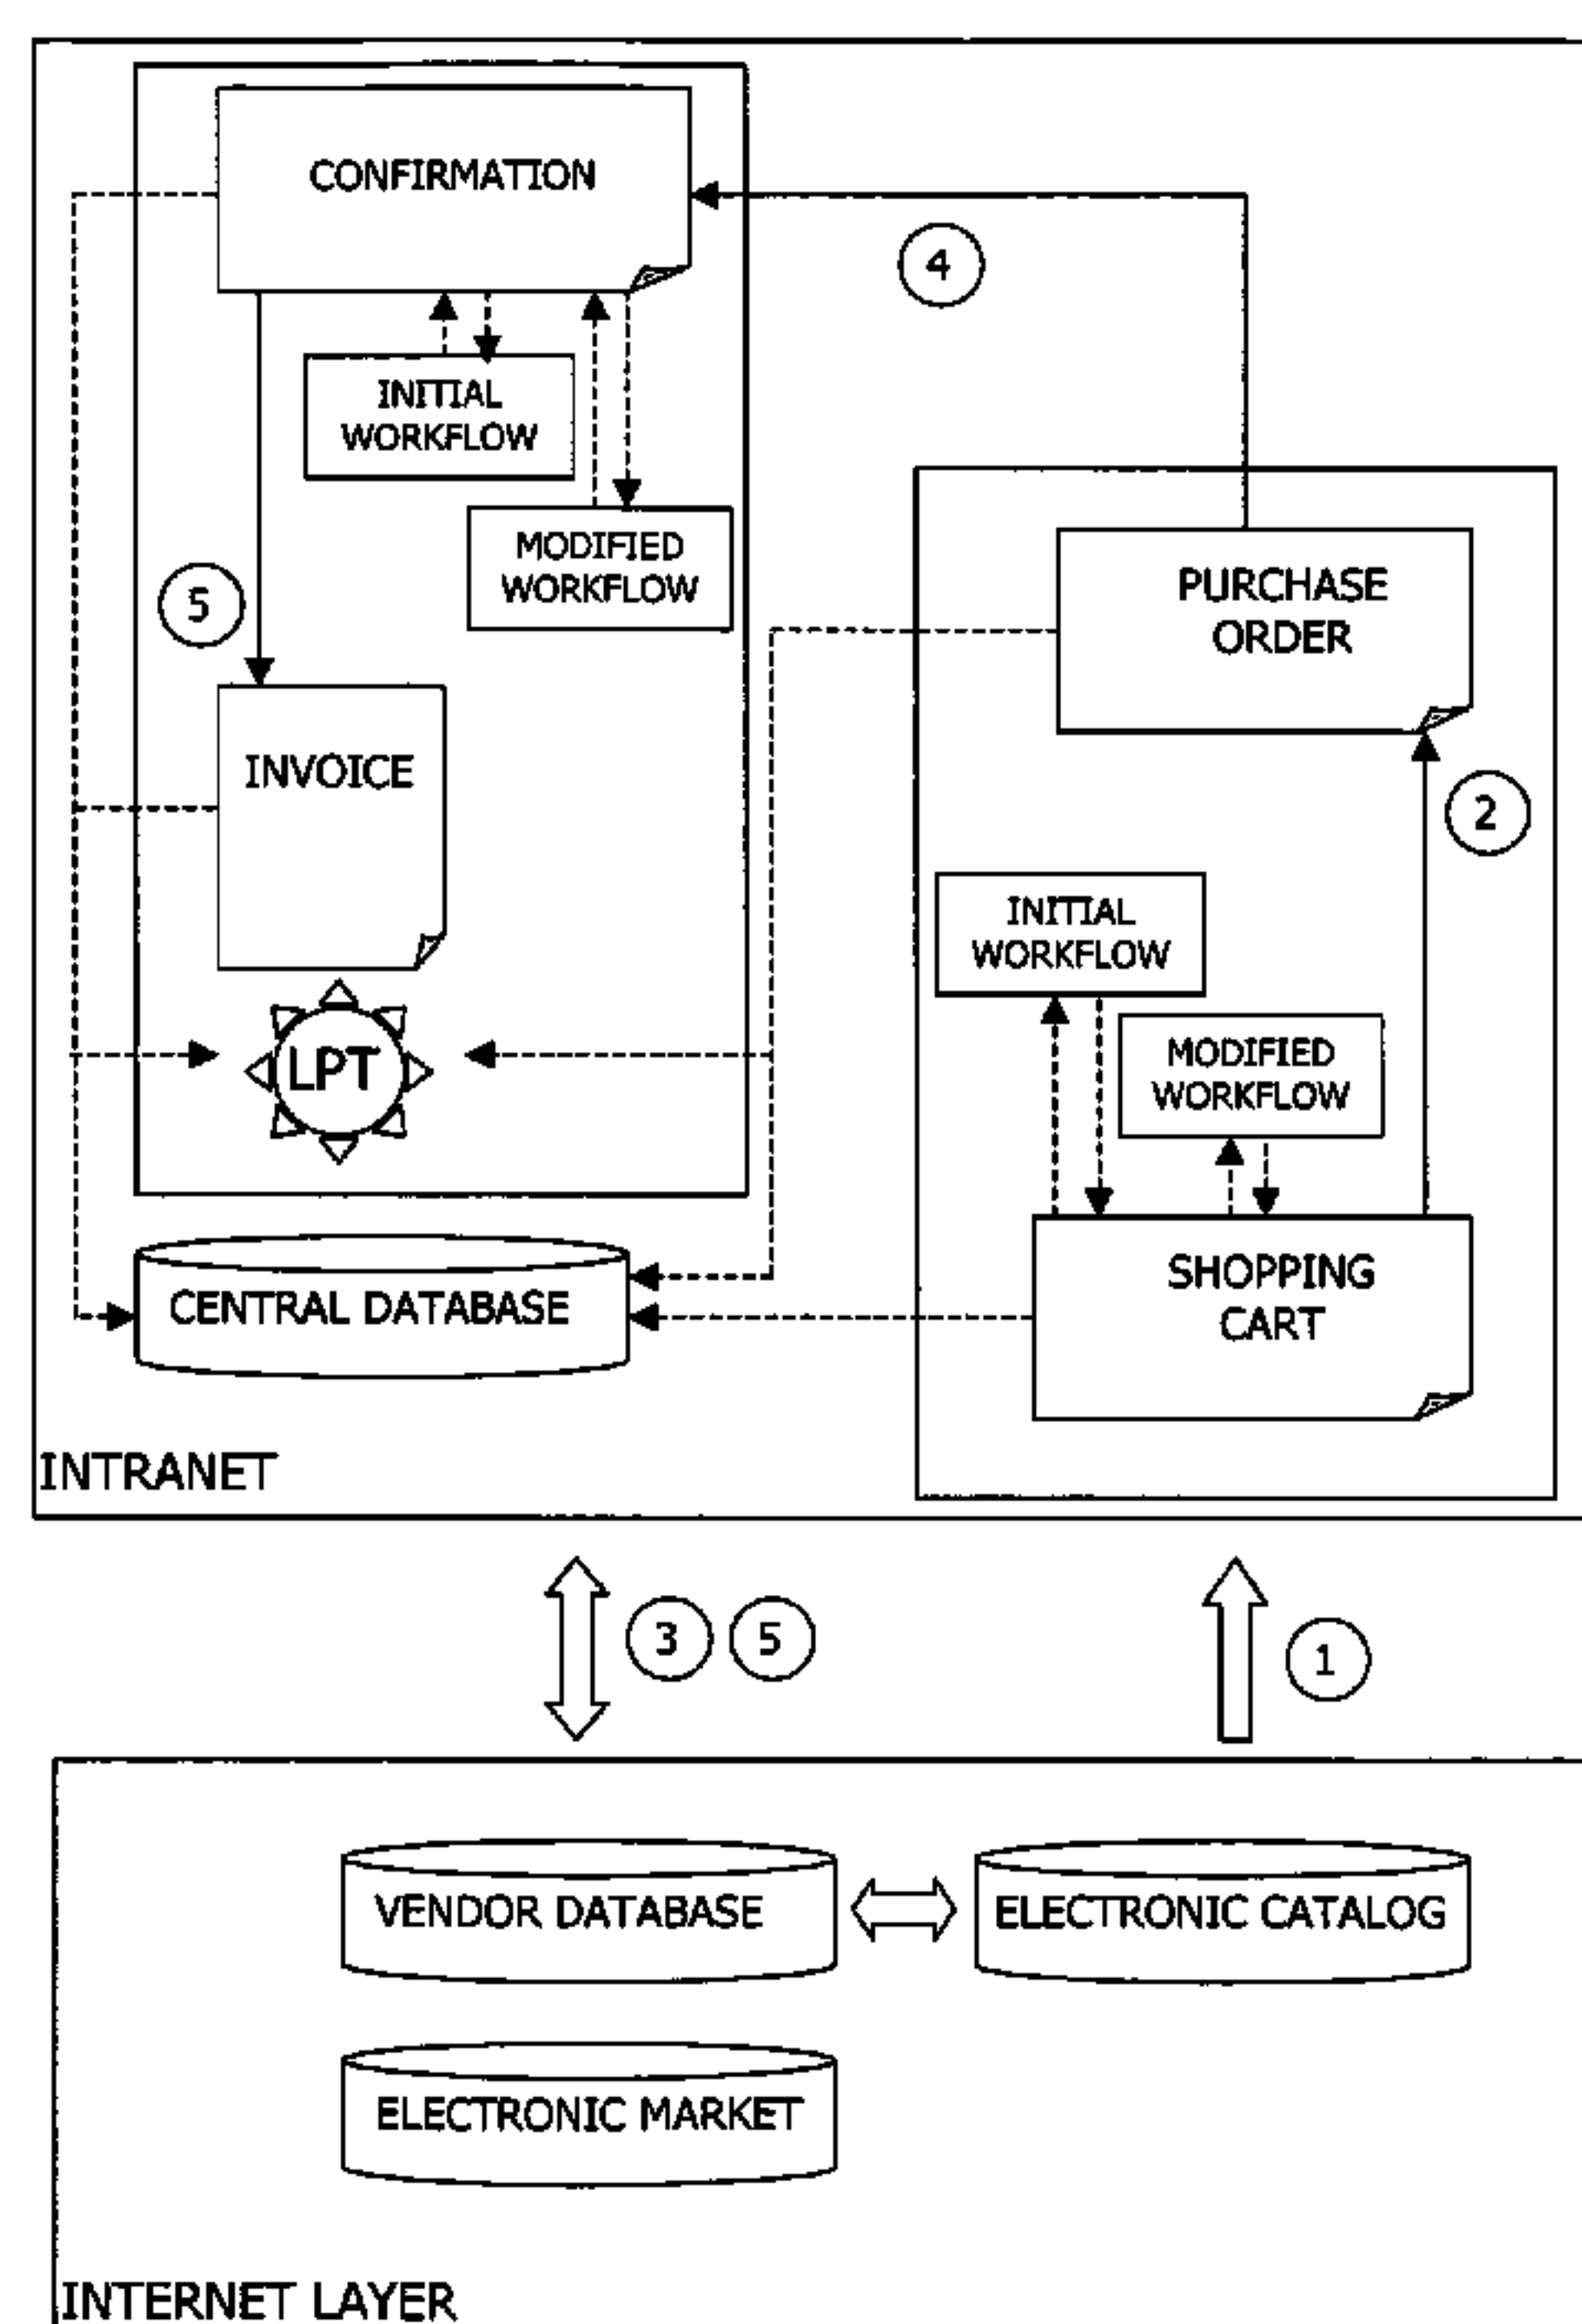 CONFIRMATION
4
INITIAL
WORKFLOW
MODIFIED
WORKFLOW
5
PURCHASE
ORDER
INVOICE
2
INITIAL
WORKFLOW
MODIFIED
WORKFLOW
LPT
SHOPPING
CART
CENTRAL DATABASE
INTRANET
3 5
1
VENDOR DATABASE
ELECTRONIC CATALOG
ELECTRONIC MARKET
INTERNET LAYER